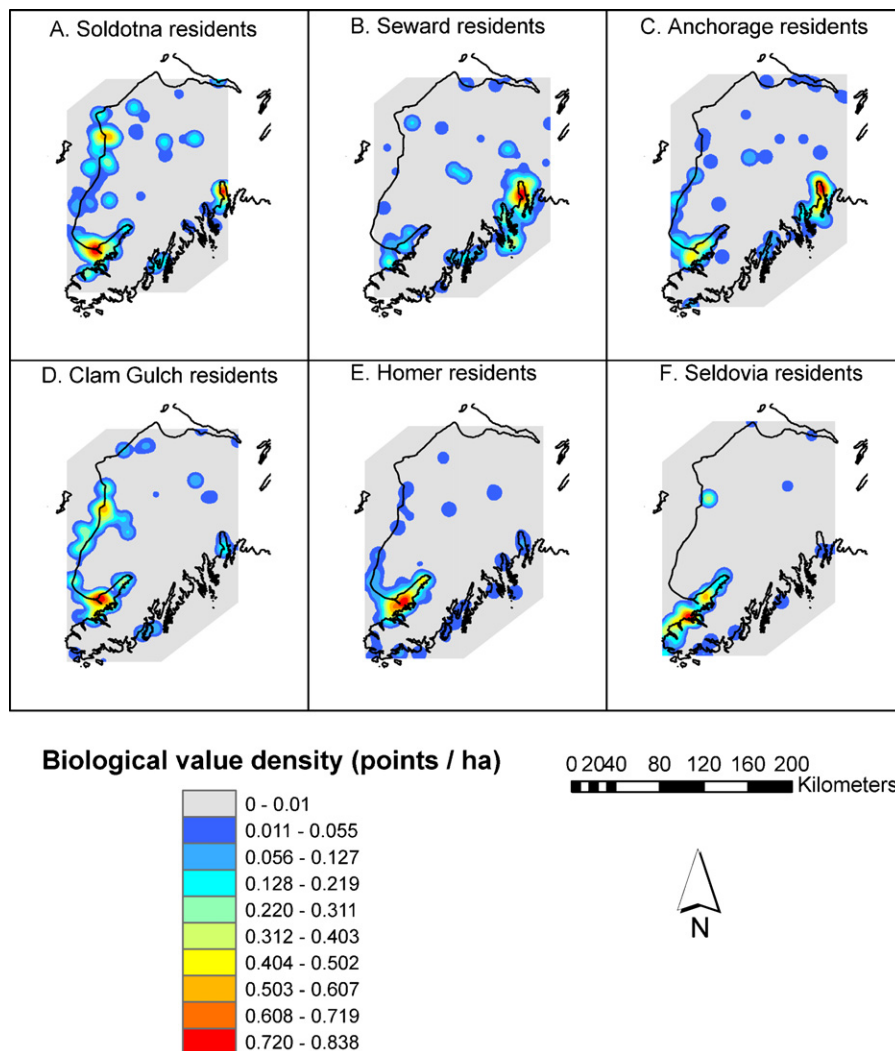 A. Soldotna residents
B. Seward residents
C. Anchorage residents
D. Clam Gulch residents
E. Homer residents
F. Seldovia residents
Biological value density (points / ha)
0 - 0.01
0.011 - 0.055
0.056 - 0.127
0.128 - 0.219
0.220 - 0.311
0.312 - 0.403
0.404 - 0.502
0.503 - 0.607
0.608 - 0.719
0.720 - 0.838
0 20 40 80 120 160 200
Kilometers
N